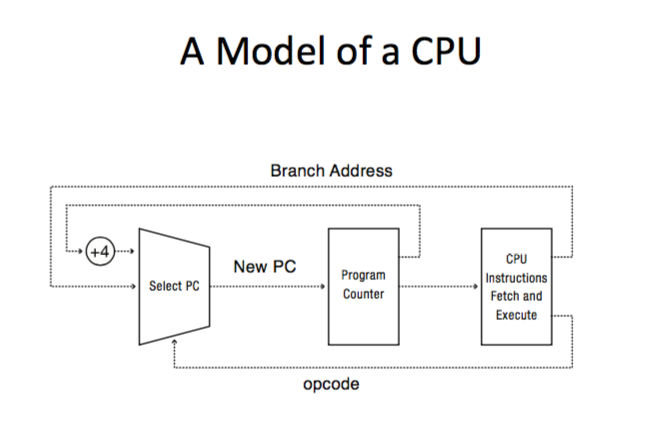 A Model of a CPU
Branch Address
+4
Select PC
New PC
Program
Counter
CPU
Instructions
Fetch and
Execute
opcode